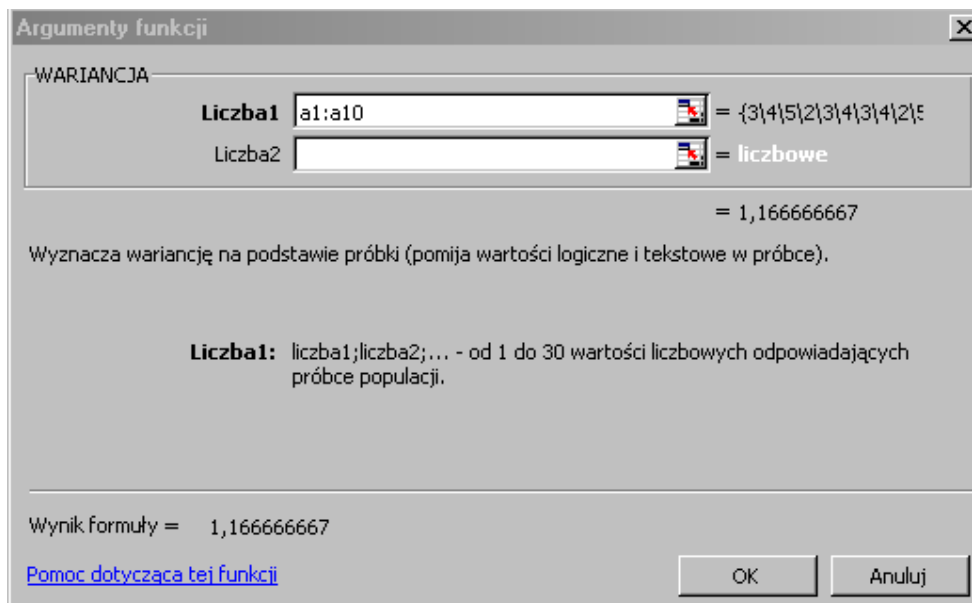 Argumenty funkcji
WARIANCJA
Liczba1 a1:a10 = {3\4\5\2\3\4\3\4\2\5
Liczba2 = liczbowe
= 1,166666667
Wyznacza wariancję na podstawie próbki (pomija wartości logiczne i tekstowe w próbce).
Liczba1: liczba1;liczba2;... - od 1 do 30 wartości liczbowych odpowiadających
próbce populacji.
Wynik formuły = 1,166666667
Pomoc dotycząca tej funkcji OK Anuluj